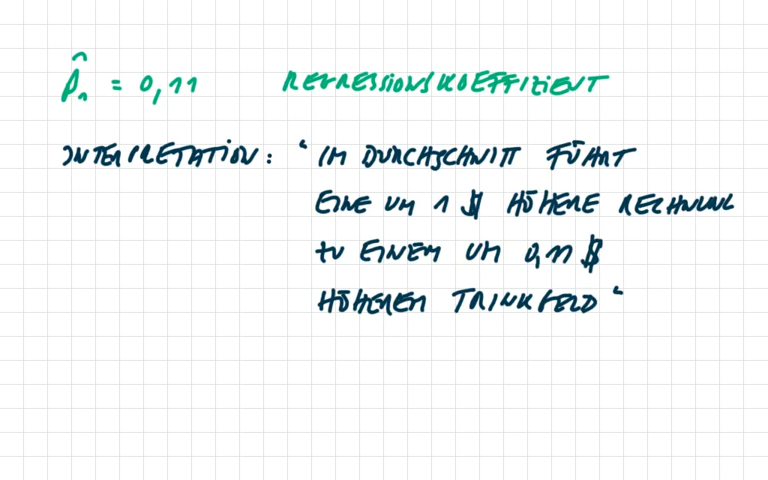 β̂₁ = 0,11 REGRESSIONSKOEFFIZIENT
INTERPRETATION: "IM DURCHSCHNITT FÜHRT
EINE UM 1 $ HÖHERE RECHNUNG
ZU EINEM UM 0,11 $
HÖHEREM TRINKGELD"